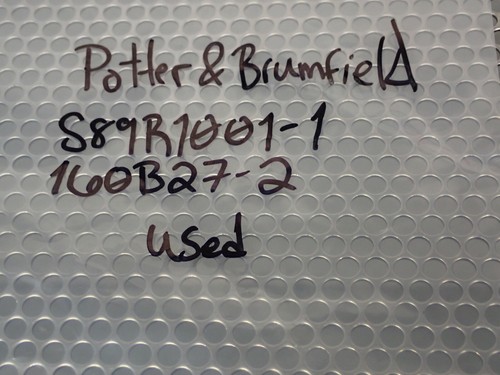 Potter & Brumfield
S89R1001-1
160B27-2
used